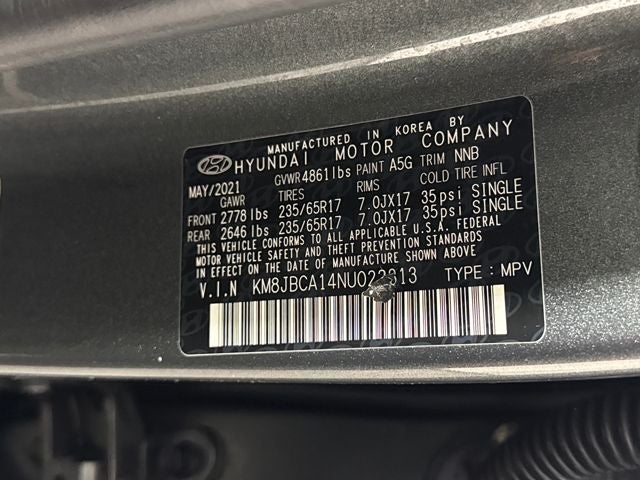 MANUFACTURED IN KOREA BY
HYUNDAI MOTOR COMPANY
MAY/2021 GVWR 4861 lbs PAINT A5G TRIM NNB
GAWR TIRES RIMS COLD TIRE INFL
FRONT 2778 lbs 235/65R17 7.0JX17 35psi SINGLE
REAR 2646 lbs 235/65R17 7.0JX17 35psi SINGLE
THIS VEHICLE CONFORMS TO ALL APPLICABLE U.S.A. FEDERAL
MOTOR VEHICLE SAFETY AND THEFT PREVENTION STANDARDS
IN EFFECT ON THE DATE OF MANUFACTURE SHOWN ABOVE
V.I.N TYPE : MPV